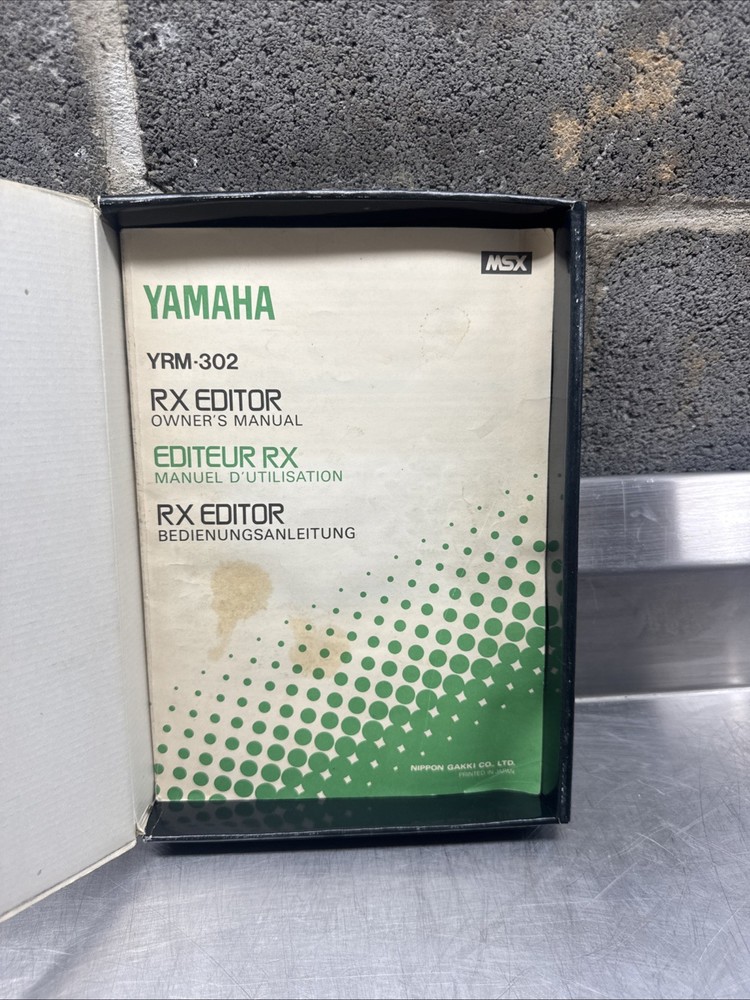 MSX
YAMAHA
YRM-302
RX EDITOR
OWNER'S MANUAL
EDITEUR RX
MANUEL D'UTILISATION
RX EDITOR
BEDIENUNGSANLEITUNG
NIPPON GAKKI CO. LTD.
PRINTED IN JAPAN